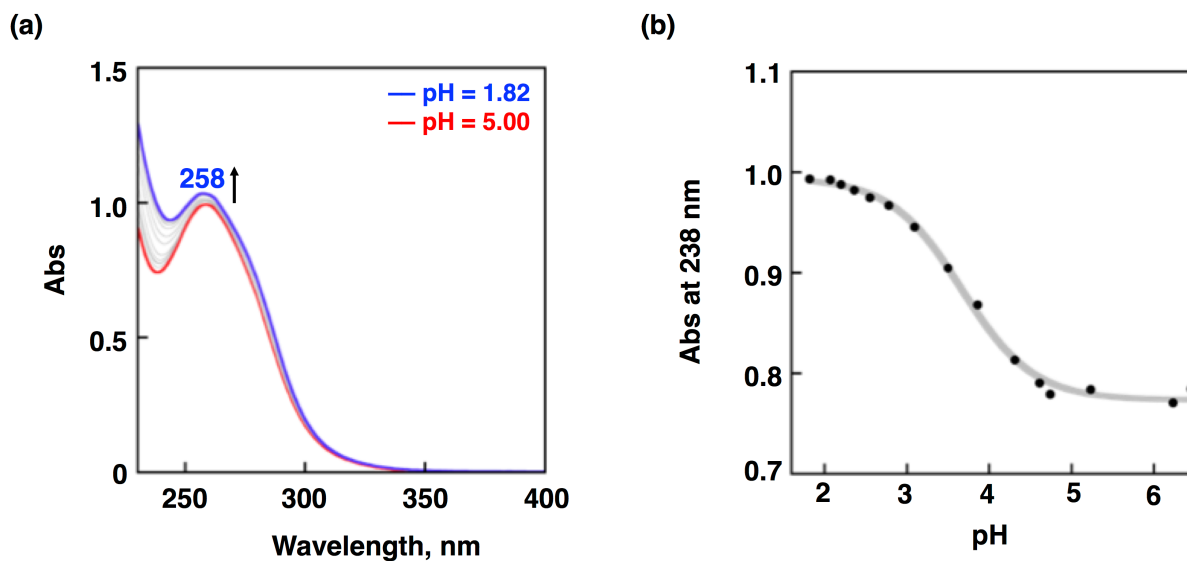 (a)
1.5
1.0
0.5
0
Abs
pH = 1.82
pH = 5.00
258
250
300
350
400
Wavelength, nm
(b)
1.1
1.0
0.9
0.8
0.7
Abs at 238 nm
2
3
4
5
6
pH